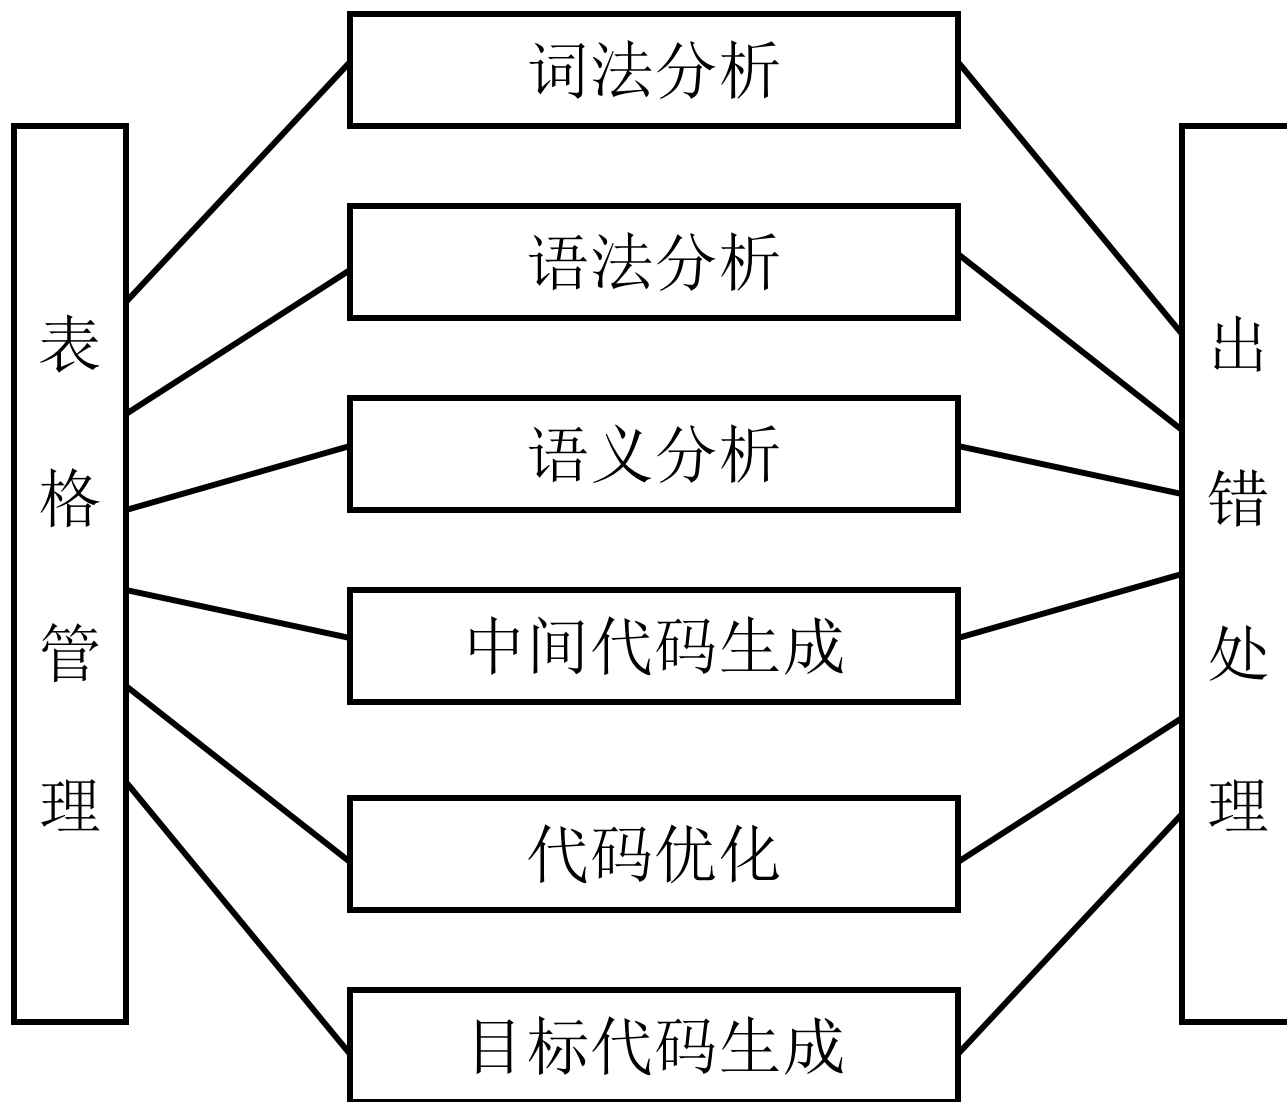 词法分析
语法分析
语义分析
中间代码生成
代码优化
目标代码生成
表格管理
出错处理